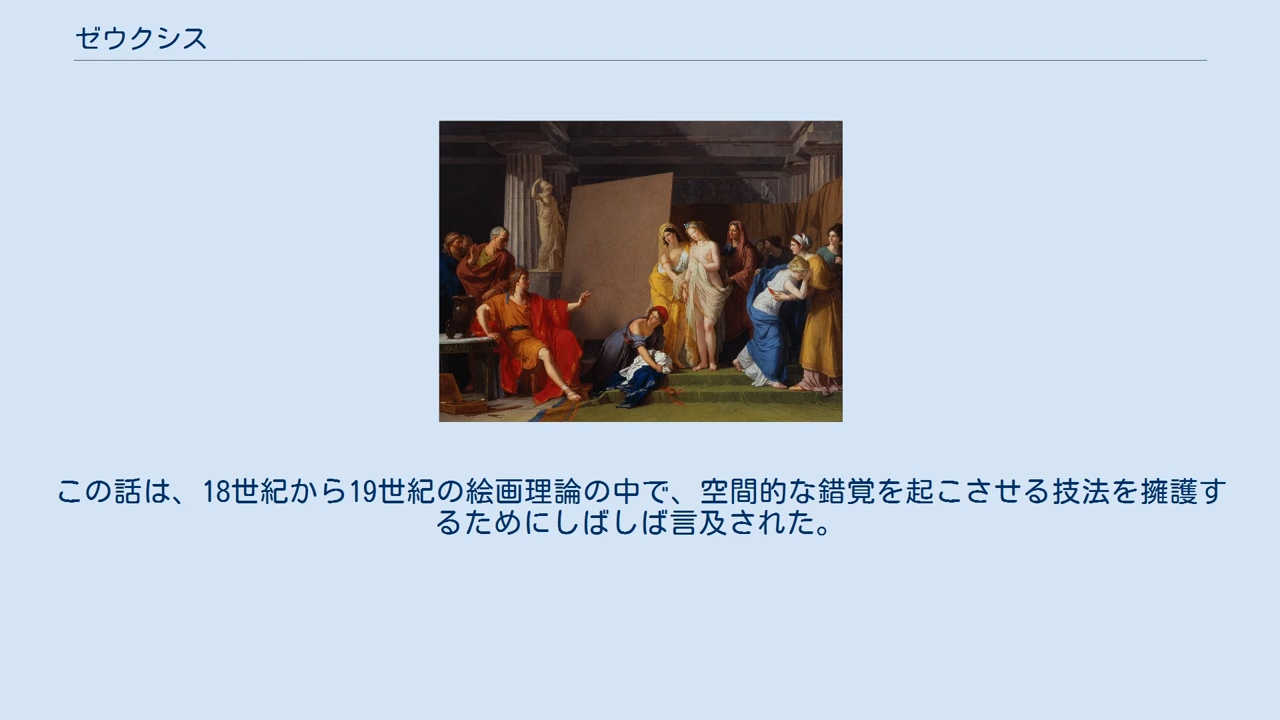 ゼウクシス
この話は、18世紀から19世紀の絵画理論の中で、空間的な錯覚を起こさせる技法を擁護す
るためにしばしば言及された。